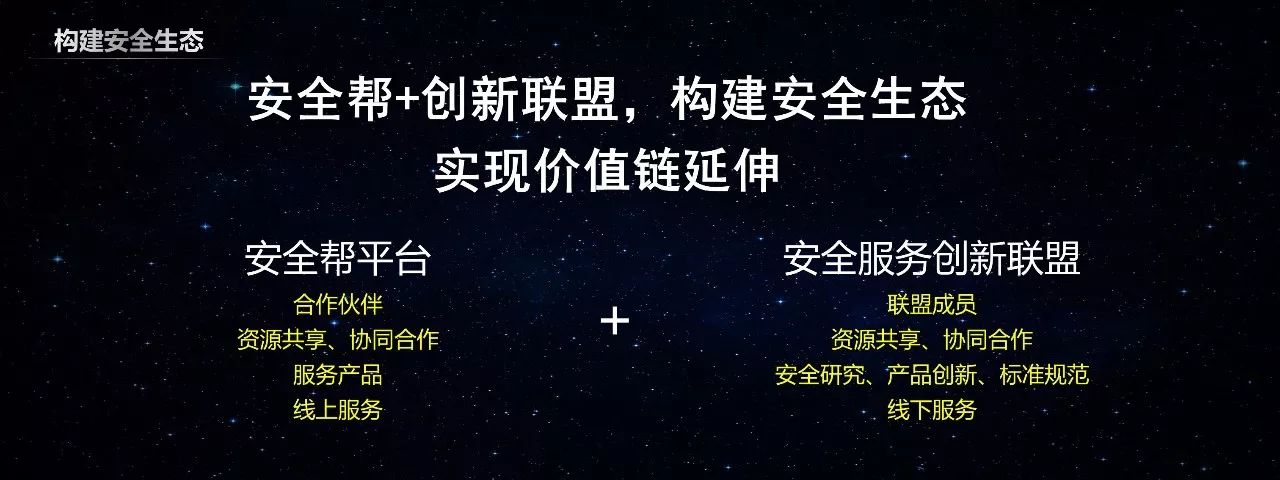 构建安全生态
安全帮+创新联盟，构建安全生态
实现价值链延伸
安全帮平台
合作伙伴
资源共享、协同合作
服务产品
线上服务
+
安全服务创新联盟
联盟成员
资源共享、协同合作
安全研究、产品创新、标准规范
线下服务